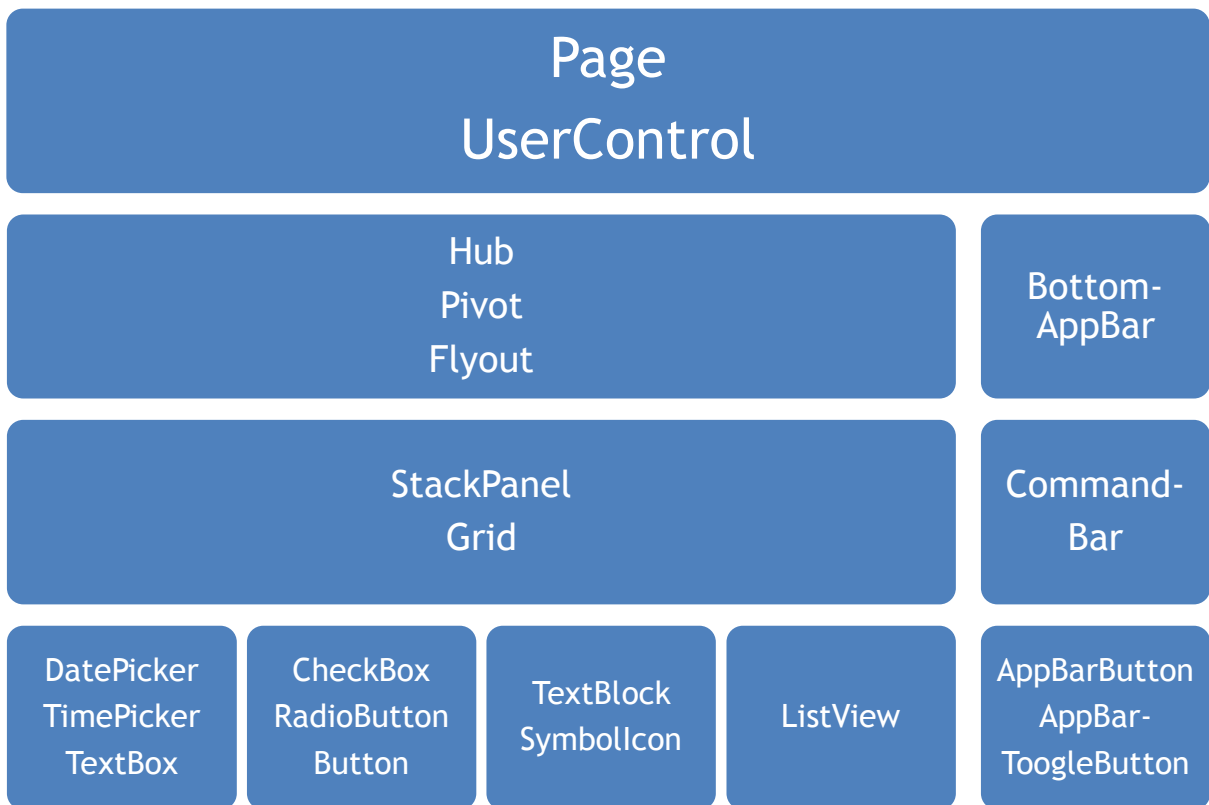 Page
UserControl
Hub
Pivot
Flyout
Bottom-
AppBar
StackPanel
Grid
Command-
Bar
DatePicker
TimePicker
TextBox
CheckBox
RadioButton
Button
TextBlock
SymbolIcon
ListView
AppBarButton
AppBar-
ToogleButton